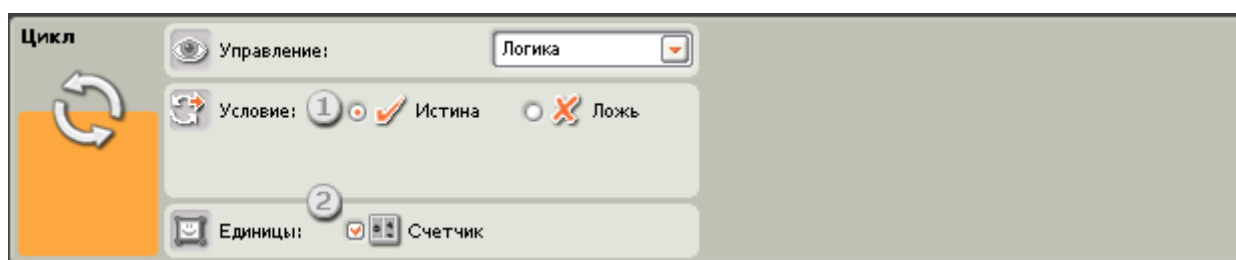 Цикл
Управление: Логика
Условие: 1 Истина Ложь
2
Единицы: Счетчик